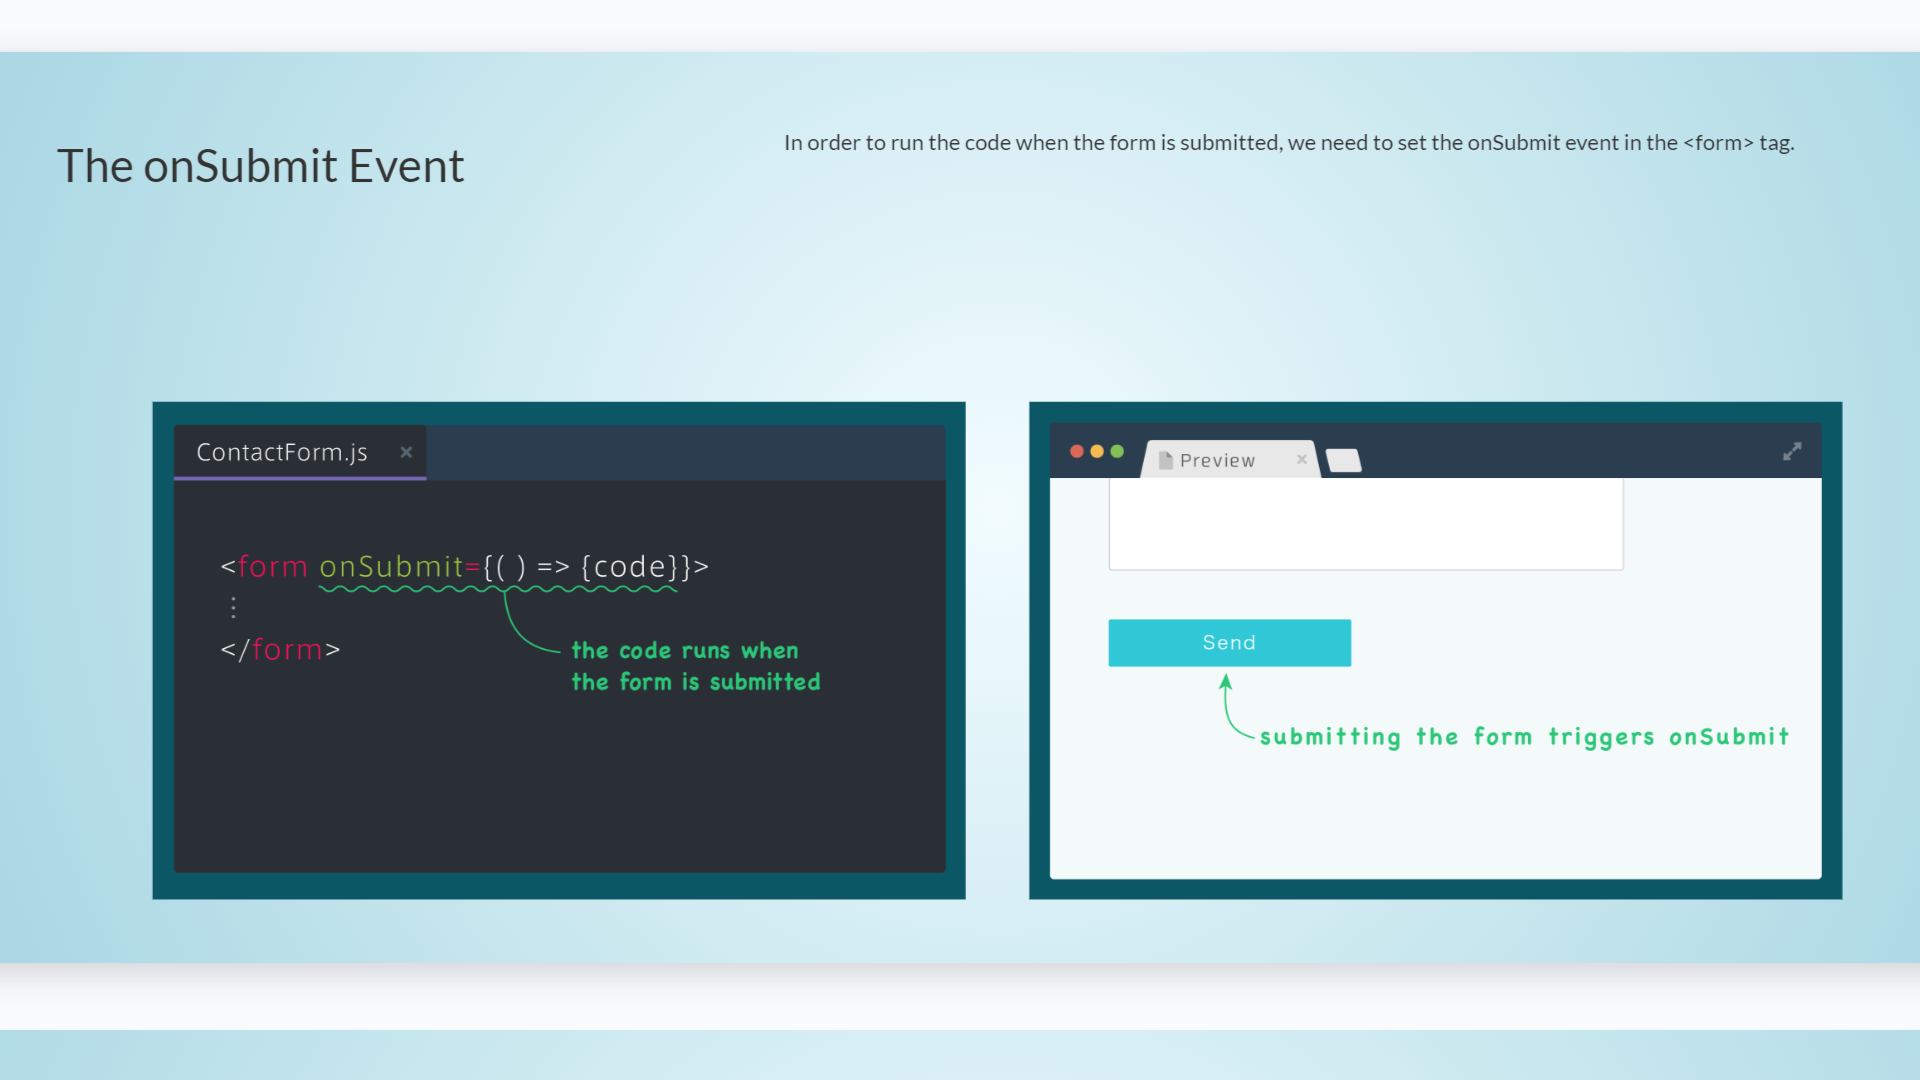 The onSubmit Event
In order to run the code when the form is submitted, we need to set the onSubmit event in the <form> tag.
ContactForm.js ×
<form onSubmit={( ) => {code}}>
⋮
</form>
the code runs when
the form is submitted
Preview ×
Send
submitting the form triggers onSubmit